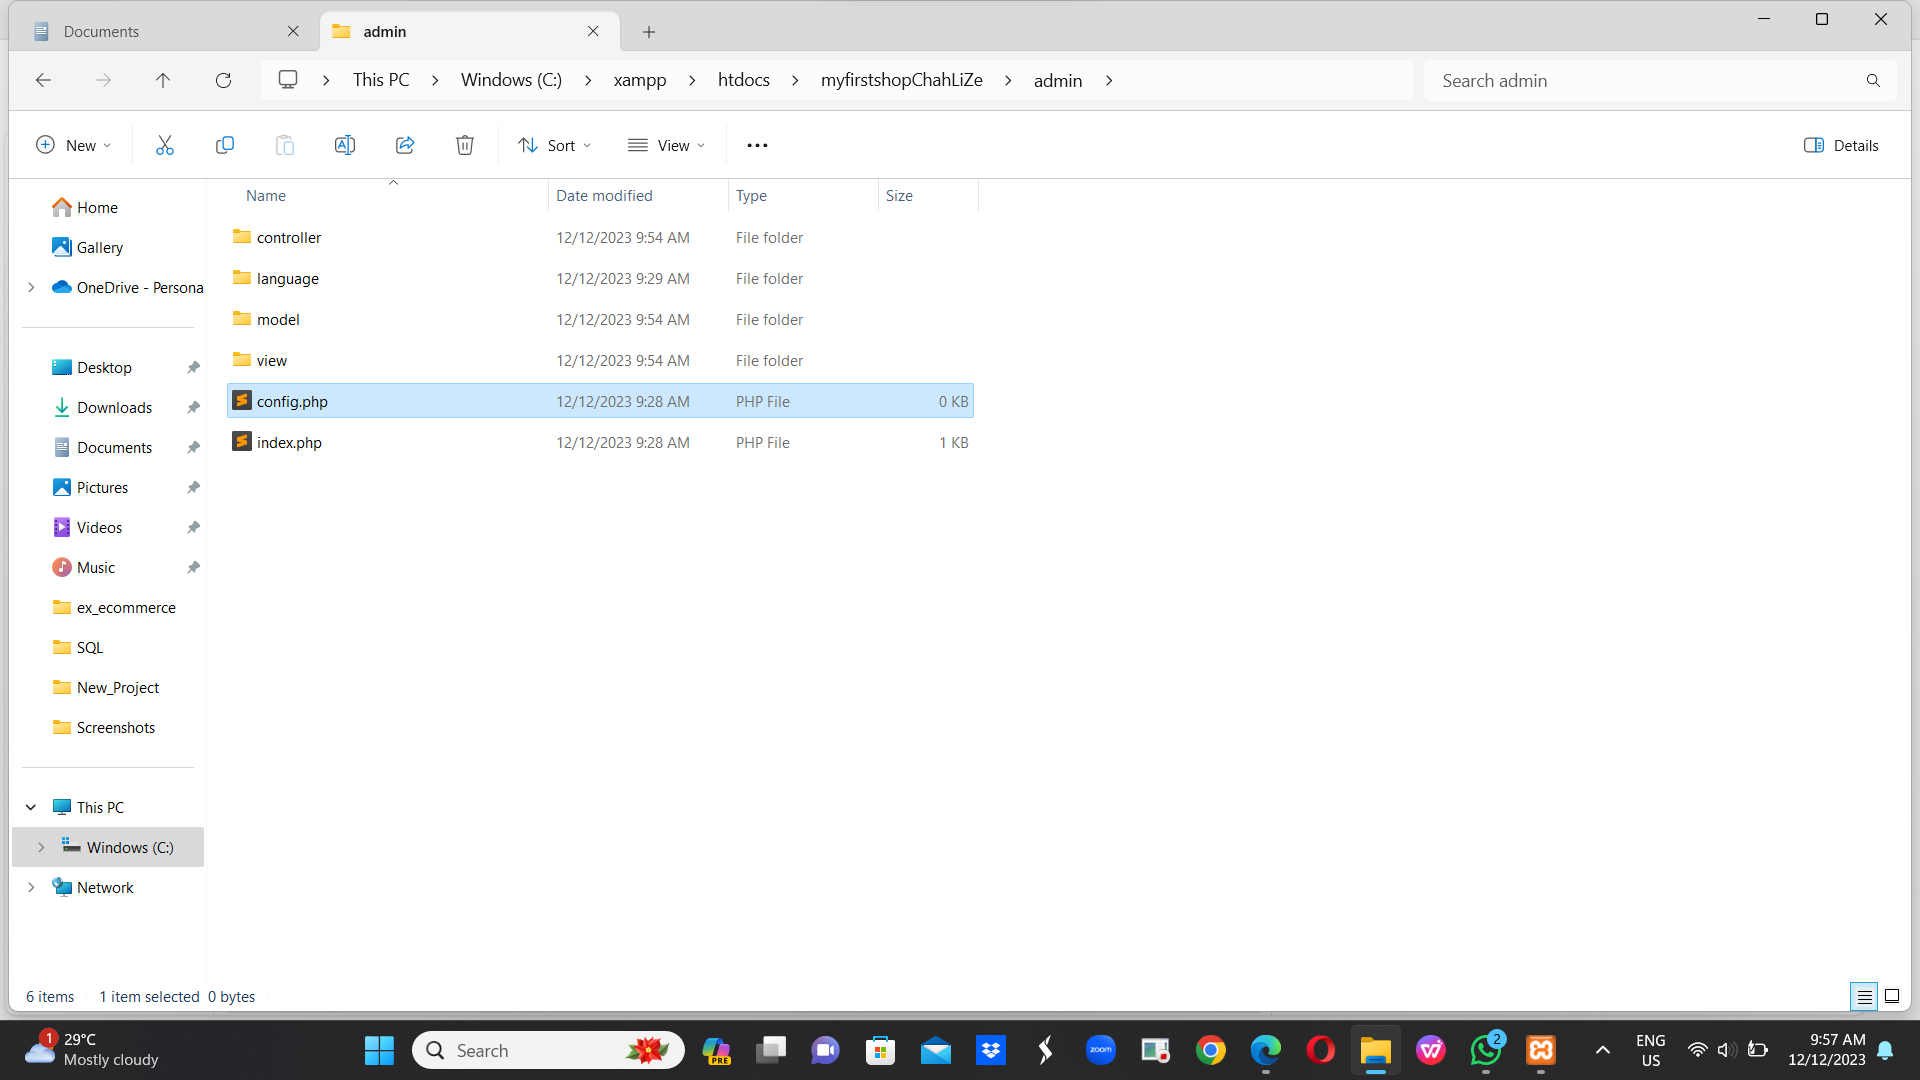 Documents
admin
This PC
Windows (C:)
xampp
htdocs
myfirstshopChahLiZe
admin
Search admin
New
Sort
View
Details
Name
Date modified
Type
Size
controller 12/12/2023 9:54 AM File folder
language 12/12/2023 9:29 AM File folder
model 12/12/2023 9:54 AM File folder
view 12/12/2023 9:54 AM File folder
config.php 12/12/2023 9:28 AM PHP File 0 KB
index.php 12/12/2023 9:28 AM PHP File 1 KB
Home
Gallery
OneDrive - Persona
Desktop
Downloads
Documents
Pictures
Videos
Music
ex_ecommerce
SQL
New_Project
Screenshots
This PC
Windows (C:)
Network
6 items
1 item selected 0 bytes
1
29°C
Mostly cloudy
Search
PRE
zoom
2
ENG
US
9:57 AM
12/12/2023